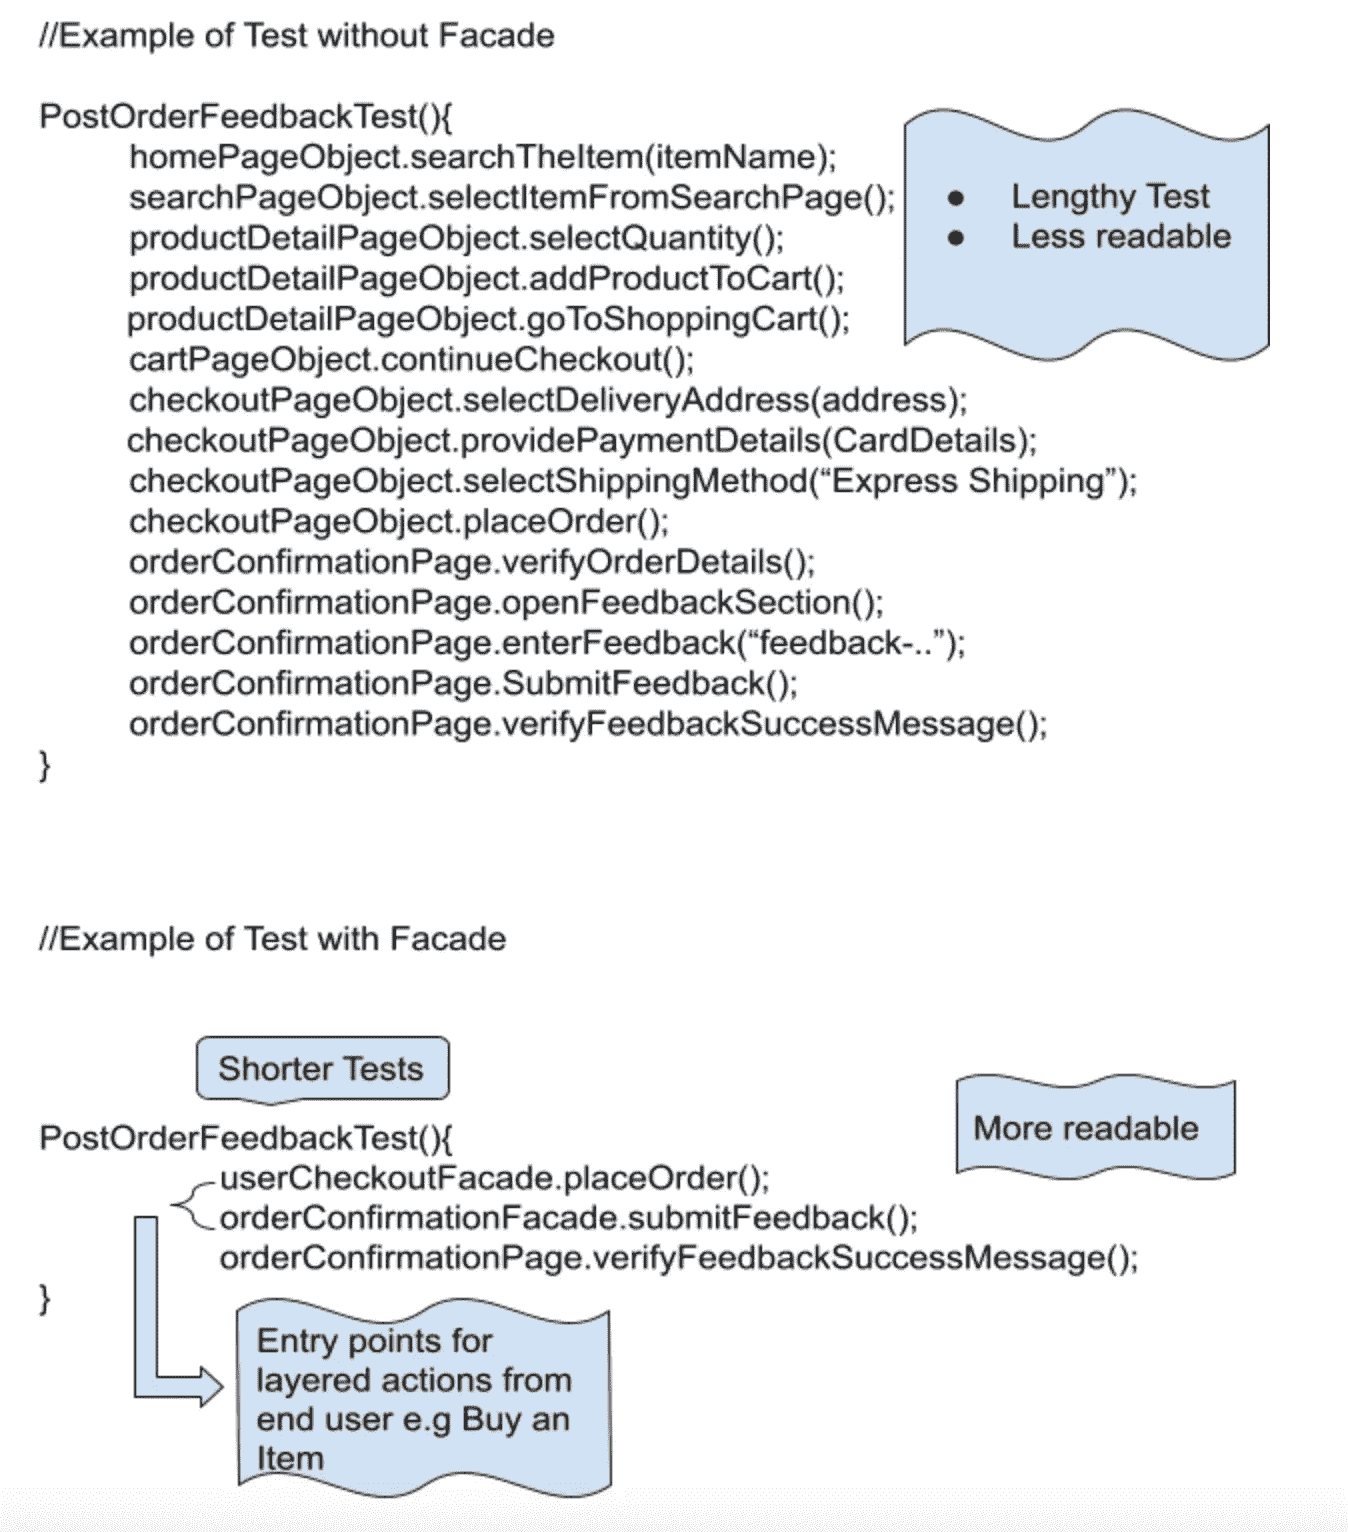 //Example of Test without Facade
PostOrderFeedbackTest(){
homePageObject.searchTheItem(itemName);
searchPageObject.selectItemFromSearchPage();
productDetailPageObject.selectQuantity();
productDetailPageObject.addProductToCart();
productDetailPageObject.goToShoppingCart();
cartPageObject.continueCheckout();
checkoutPageObject.selectDeliveryAddress(address);
checkoutPageObject.providePaymentDetails(CardDetails);
checkoutPageObject.selectShippingMethod(“Express Shipping”);
checkoutPageObject.placeOrder();
orderConfirmationPage.verifyOrderDetails();
orderConfirmationPage.openFeedbackSection();
orderConfirmationPage.enterFeedback(“feedback-..”);
orderConfirmationPage.SubmitFeedback();
orderConfirmationPage.verifyFeedbackSuccessMessage();
}
● Lengthy Test
● Less readable
//Example of Test with Facade
Shorter Tests
PostOrderFeedbackTest(){
userCheckoutFacade.placeOrder();
orderConfirmationFacade.submitFeedback();
orderConfirmationPage.verifyFeedbackSuccessMessage();
}
More readable
Entry points for
layered actions from
end user e.g Buy an
Item